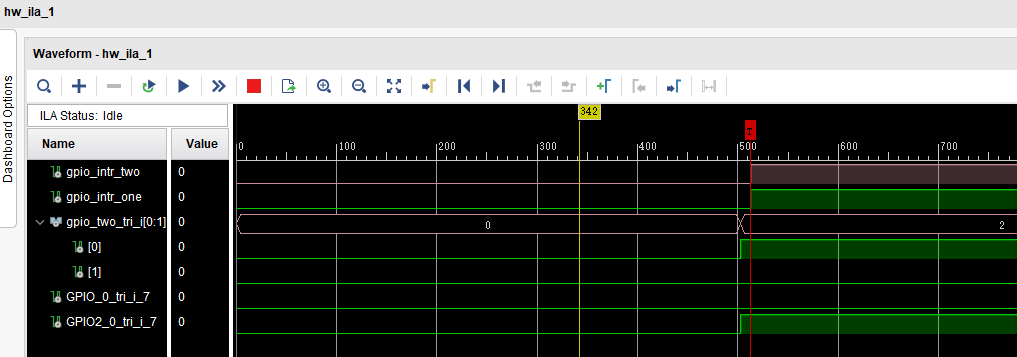 hw_ila_1
Dashboard Options
Waveform - hw_ila_1
ILA Status: Idle
342
Name Value
0 100 200 300 400 500 600 700
gpio_intr_two 0
gpio_intr_one 0
gpio_two_tri_i[0:1] 0 0 2
[0] 0
[1] 0
GPIO_0_tri_i_7 0
GPIO2_0_tri_i_7 0